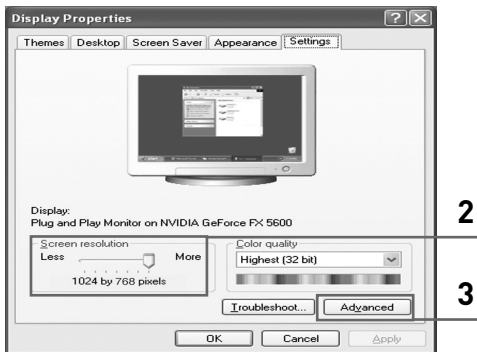 Display Properties
Themes Desktop Screen Saver Appearance Settings
Display:
Plug and Play Monitor on NVIDIA GeForce FX 5600
Screen resolution
Less More
1024 by 768 pixels
Color quality
Highest (32 bit)
Troubleshoot... Advanced
OK Cancel Apply
2
3